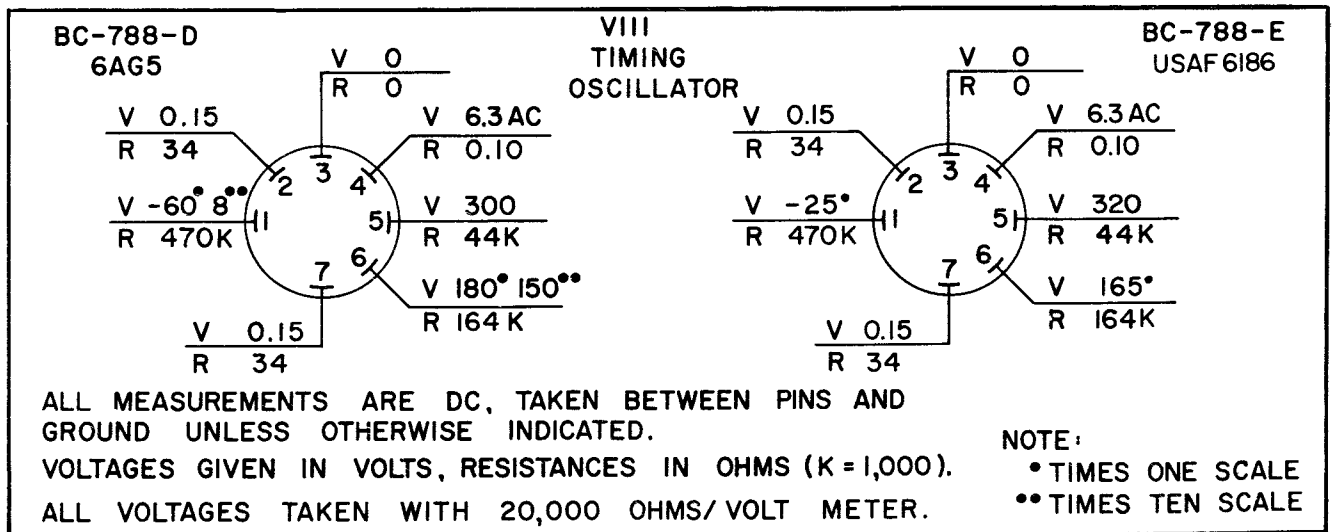 VIII
TIMING
OSCILLATOR
BC-788-D
6AG5
V 0
R 0
V 0.15
R 34
V 6.3 AC
R 0.10
V -60• 8••
R 470K
V 300
R 44K
V 180• 150••
R 164K
V 0.15
R 34
1
2
3
4
5
6
7
BC-788-E
USAF 6186
V 0
R 0
V 0.15
R 34
V 6.3 AC
R 0.10
V -25•
R 470K
V 320
R 44K
V 165•
R 164K
V 0.15
R 34
1
2
3
4
5
6
7
ALL MEASUREMENTS ARE DC, TAKEN BETWEEN PINS AND
GROUND UNLESS OTHERWISE INDICATED.
VOLTAGES GIVEN IN VOLTS, RESISTANCES IN OHMS (K = 1,000).
ALL VOLTAGES TAKEN WITH 20,000 OHMS/VOLT METER.
NOTE:
• TIMES ONE SCALE
•• TIMES TEN SCALE